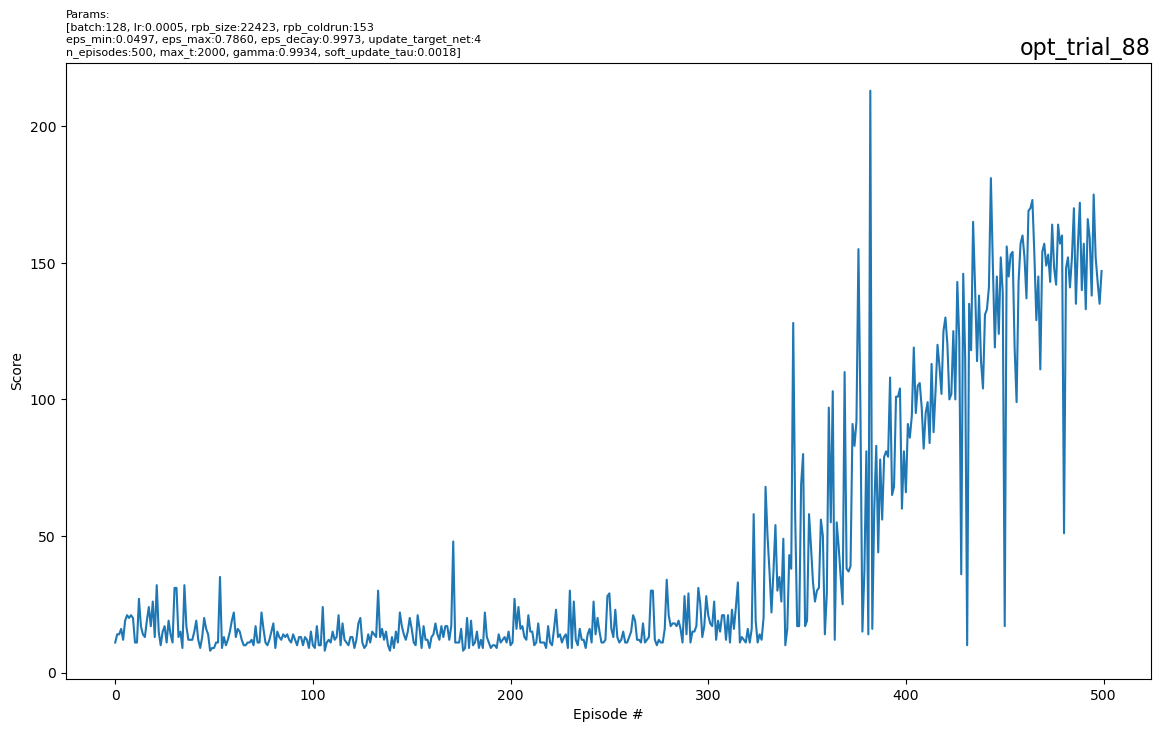 Params:
[batch:128, lr:0.0005, rpb_size:22423, rpb_coldrun:153
eps_min:0.0497, eps_max:0.7860, eps_decay:0.9973, update_target_net:4
n_episodes:500, max_t:2000, gamma:0.9934, soft_update_tau:0.0018]
opt_trial_88
200
150
100
50
0
Score
0 100 200 300 400 500
Episode #